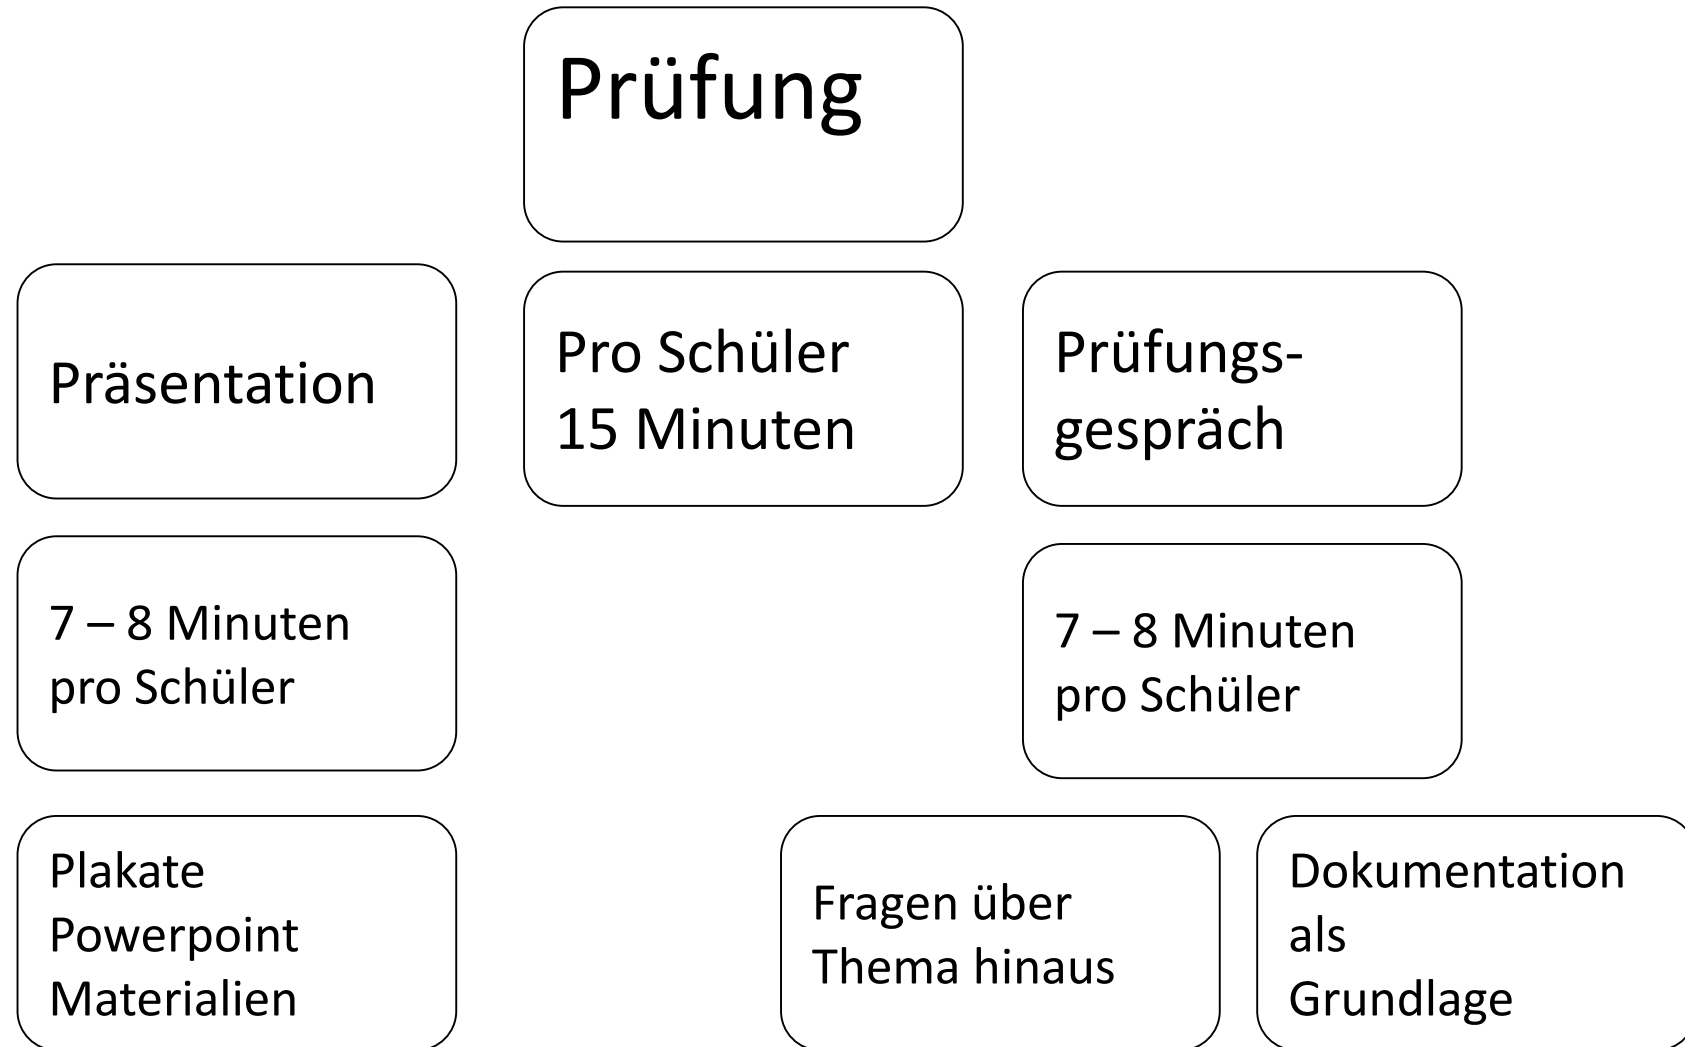 Prüfung
Präsentation
Pro Schüler
15 Minuten
Prüfungs-
gespräch
7 – 8 Minuten
pro Schüler
7 – 8 Minuten
pro Schüler
Plakate
Powerpoint
Materialien
Fragen über
Thema hinaus
Dokumentation
als
Grundlage